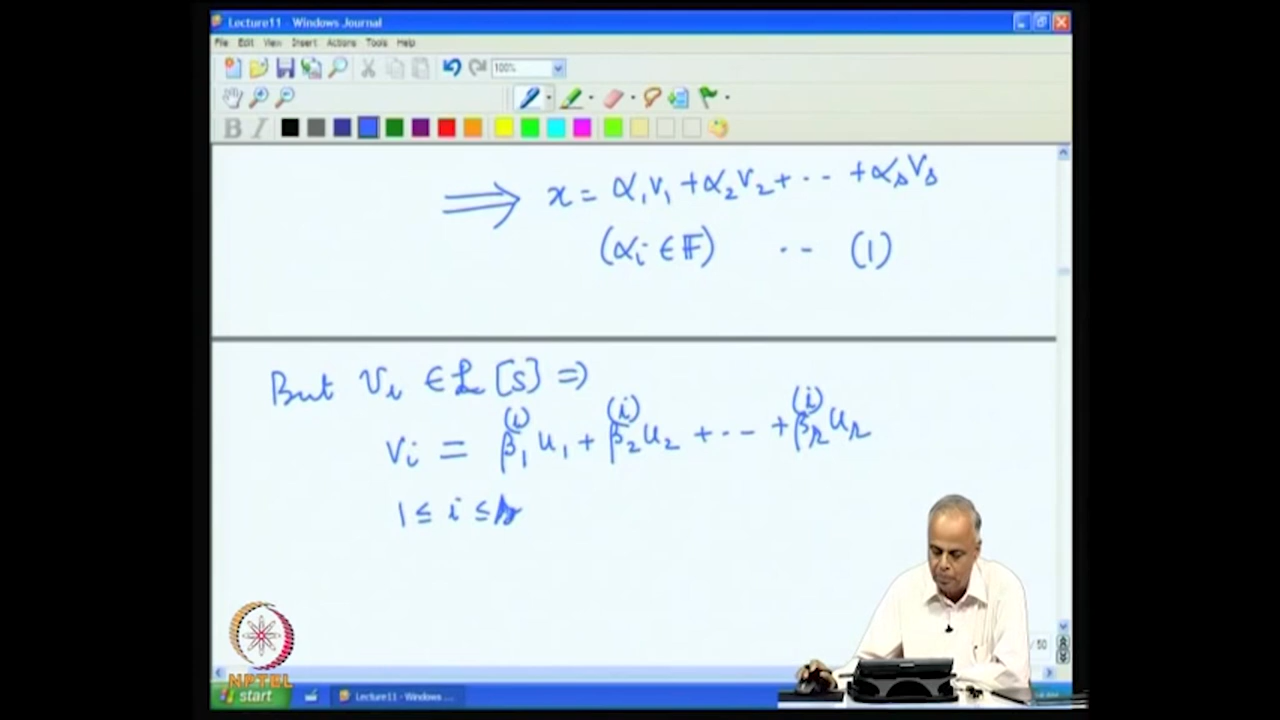 Lecture11 - Windows Journal
File Edit View Insert Actions Tools Help
100%
B I
⟹ x = α₁v₁ + α₂v₂ + ··· + αₛvₛ
(αᵢ ∈ 𝔽) ·· (1)
But vᵢ ∈ ℒ[S] ⇒
vᵢ = β₁⁽ⁱ⁾u₁ + β₂⁽ⁱ⁾u₂ + ··· + βᵣ⁽ⁱ⁾uᵣ
1 ≤ i ≤ s
/ 50
NPTEL
start Lecture11 - Windows ...